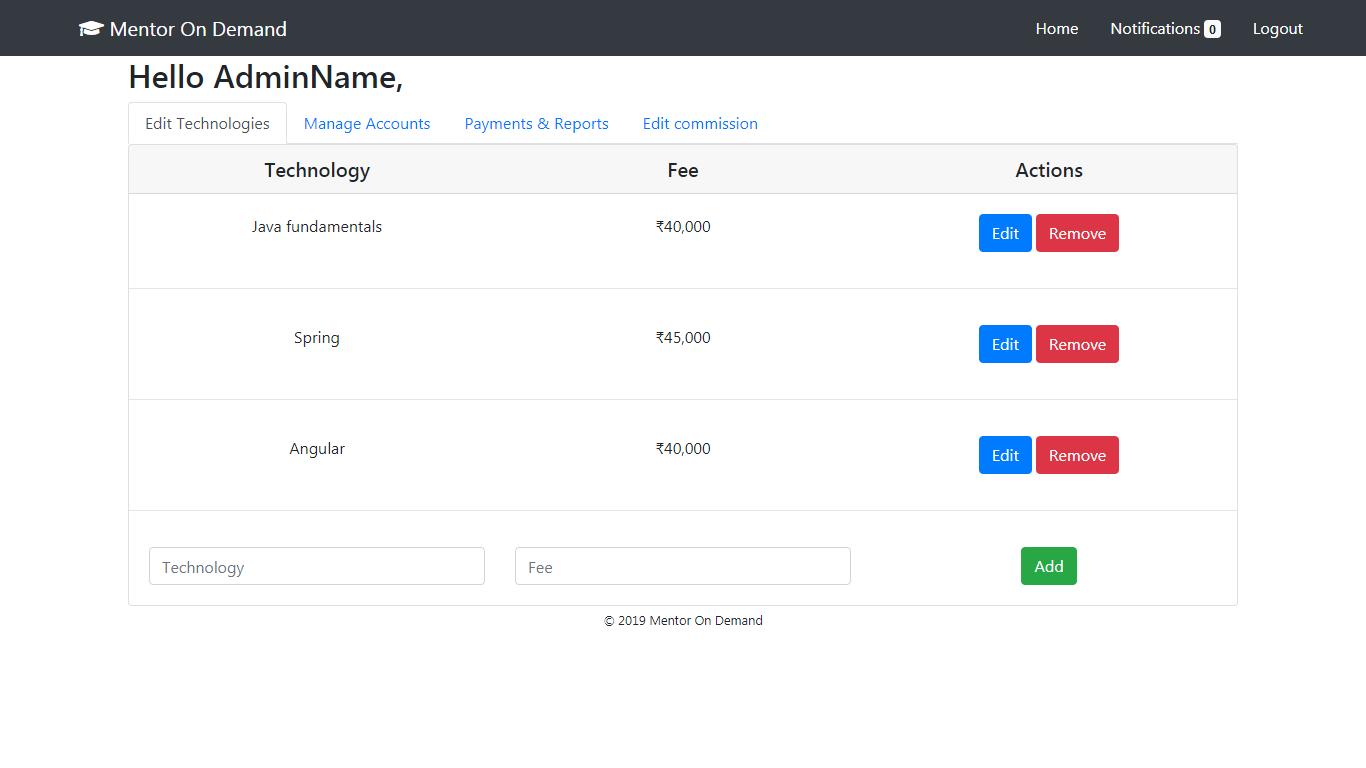 Mentor On Demand Home Notifications 0 Logout
Hello AdminName,
Edit Technologies Manage Accounts Payments & Reports Edit commission
Technology Fee Actions
Java fundamentals ₹40,000 Edit Remove
Spring ₹45,000 Edit Remove
Angular ₹40,000 Edit Remove
Technology Fee Add
© 2019 Mentor On Demand